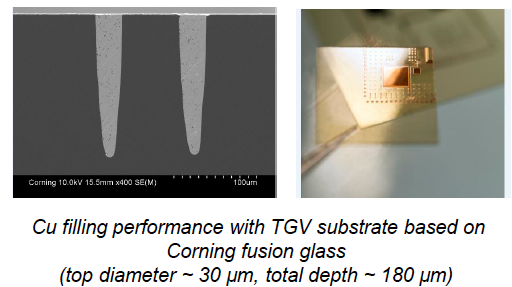 Corning 10.0kV 15.5mm x400 SE(M)
100um
Cu filling performance with TGV substrate based on
Corning fusion glass
(top diameter ~ 30 µm, total depth ~ 180 µm)